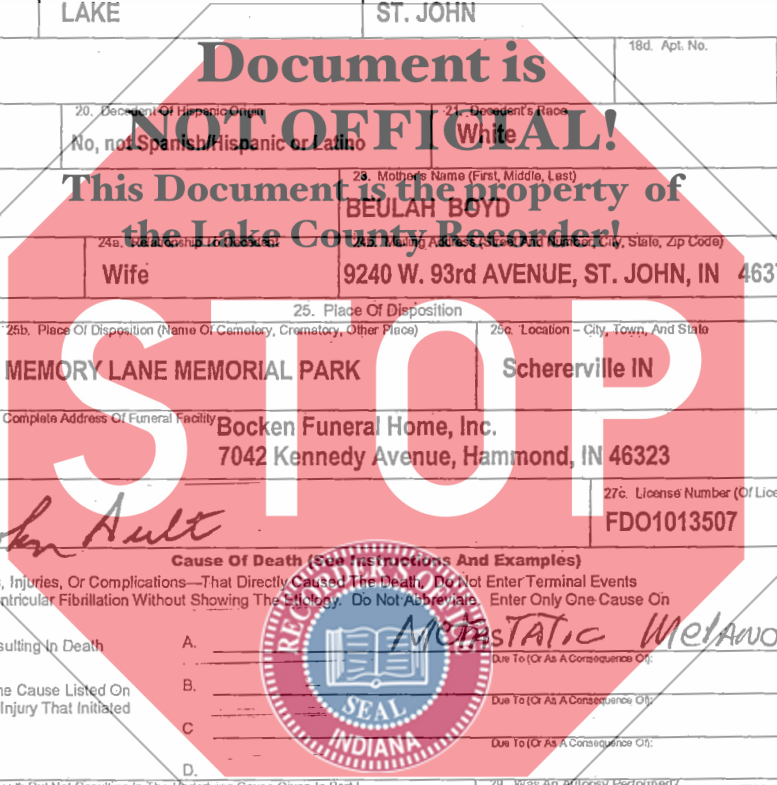 LAKE ST. JOHN
Document is
18d. Apt. No.
20. Decedent Of Hispanic Origin 21. Decedent's Race
NOT OFFICIAL!
No, not Spanish/Hispanic or Latino White
23. Mother's Name (First, Middle, Last)
This Document is the property of
BEULAH BOYD
the Lake County Recorder!
24a. Relationship To Decedent 24b. Mailing Address (Street And Number, City, State, Zip Code)
Wife 9240 W. 93rd AVENUE, ST. JOHN, IN 463
25. Place Of Disposition
25b. Place Of Disposition (Name Of Cemetery, Crematory, Other Place) 25c. Location – City, Town, And State
MEMORY LANE MEMORIAL PARK Schererville IN
STOP
Complete Address Of Funeral Facility Bocken Funeral Home, Inc.
7042 Kennedy Avenue, Hammond, IN 46323
27c. License Number (Of Lice
FDO1013507
Ault
Cause Of Death (See Instructions And Examples)
, Injuries, Or Complications—That Directly Caused The Death. Do Not Enter Terminal Events
ntricular Fibrillation Without Showing The Etiology. Do Not Abbreviate. Enter Only One Cause On
sulting In Death A. MeTasTATic MelANO
Due To (Or As A Consequence Of):
ne Cause Listed On B.
Injury That Initiated Due To (Or As A Consequence Of):
C
Due To (Or As A Consequence Of):
D.
SEAL
INDIANA